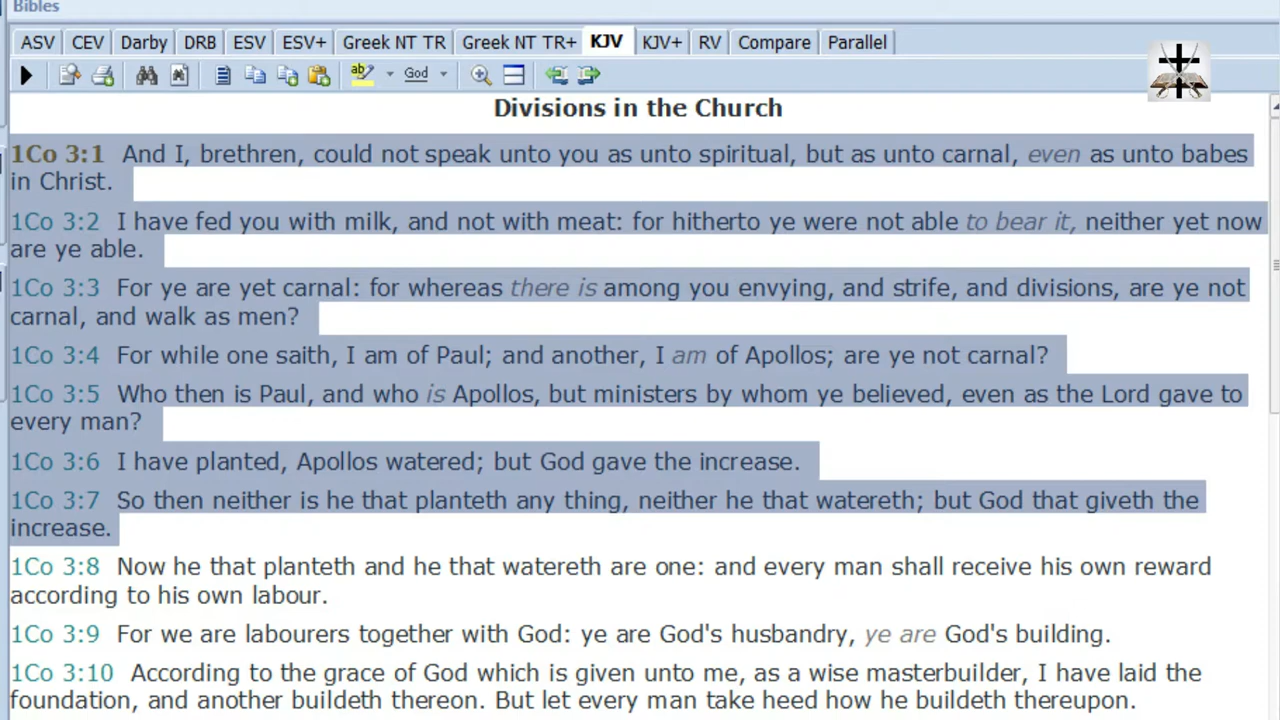 Bibles
ASV CEV Darby DRB ESV ESV+ Greek NT TR Greek NT TR+ KJV KJV+ RV Compare Parallel
ab God
Divisions in the Church
1Co 3:1 And I, brethren, could not speak unto you as unto spiritual, but as unto carnal, even as unto babes
in Christ.
1Co 3:2 I have fed you with milk, and not with meat: for hitherto ye were not able to bear it, neither yet now
are ye able.
1Co 3:3 For ye are yet carnal: for whereas there is among you envying, and strife, and divisions, are ye not
carnal, and walk as men?
1Co 3:4 For while one saith, I am of Paul; and another, I am of Apollos; are ye not carnal?
1Co 3:5 Who then is Paul, and who is Apollos, but ministers by whom ye believed, even as the Lord gave to
every man?
1Co 3:6 I have planted, Apollos watered; but God gave the increase.
1Co 3:7 So then neither is he that planteth any thing, neither he that watereth; but God that giveth the
increase.
1Co 3:8 Now he that planteth and he that watereth are one: and every man shall receive his own reward
according to his own labour.
1Co 3:9 For we are labourers together with God: ye are God's husbandry, ye are God's building.
1Co 3:10 According to the grace of God which is given unto me, as a wise masterbuilder, I have laid the
foundation, and another buildeth thereon. But let every man take heed how he buildeth thereupon.